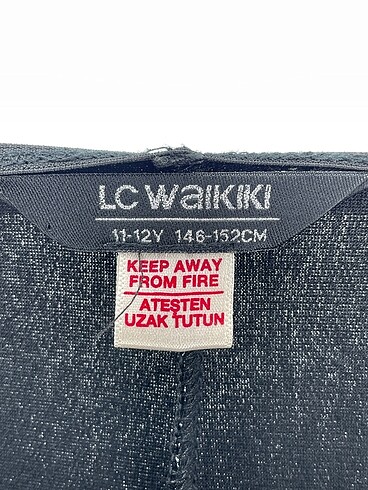 LC WAIKIKI
11-12Y 146-152CM
KEEP AWAY
FROM FIRE
ATEŞTEN
UZAK TUTUN